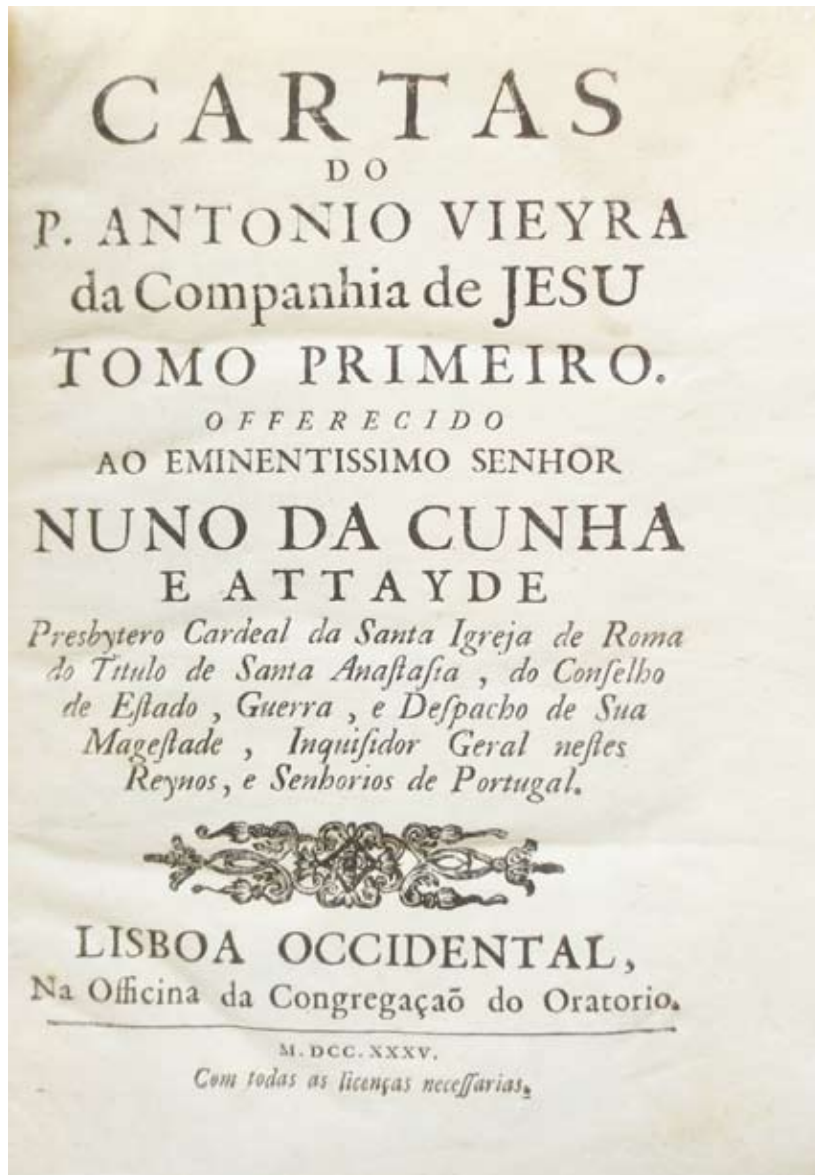 CARTAS
DO
P. ANTONIO VIEYRA
da Companhia de JESU
TOMO PRIMEIRO.
OFFERECIDO
AO EMINENTISSIMO SENHOR
NUNO DA CUNHA
E ATTAYDE
Presbytero Cardeal da Santa Igreja de Roma
do Titulo de Santa Anaſtaſia , do Conſelho
de Eſtado , Guerra , e Deſpacho de Sua
Mageſtade , Inquiſidor Geral neſtes
Reynos, e Senhorios de Portugal.
LISBOA OCCIDENTAL,
Na Officina da Congregaçaõ do Oratorio.
M. DCC. XXXV.
Com todas as licenças neceſſarias.